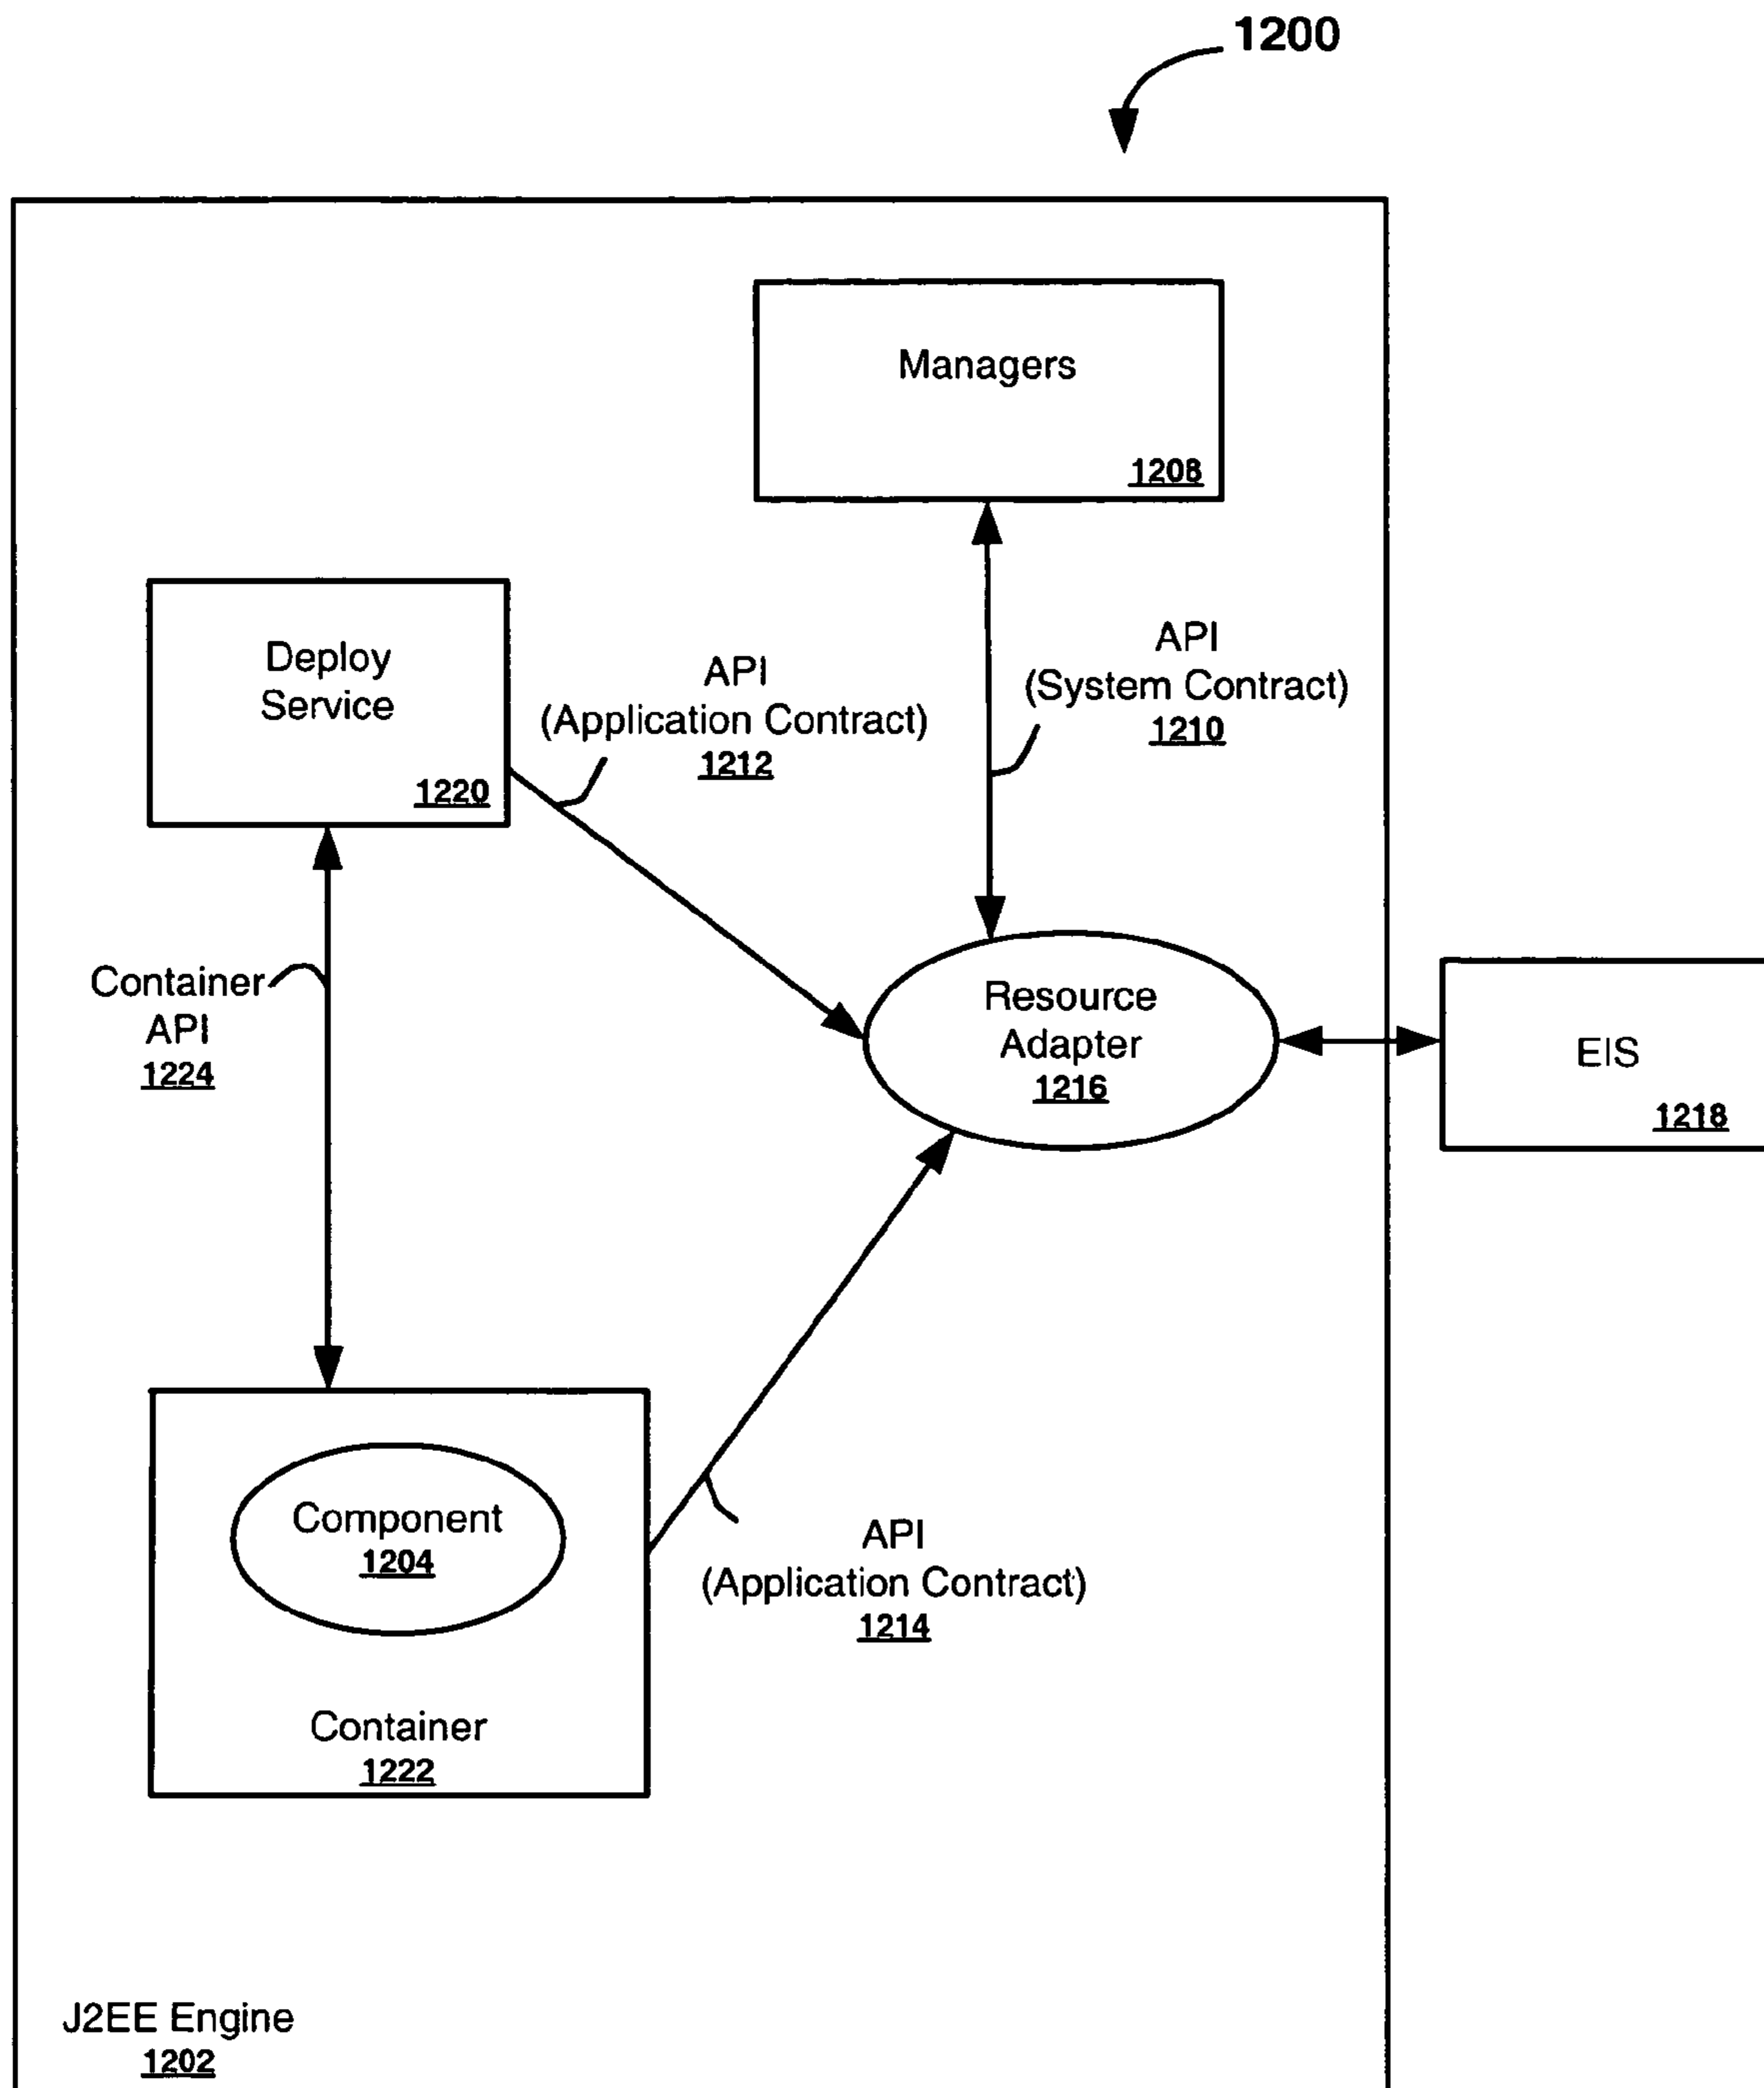 1200
Managers
1208
Deploy
Service
1220
API
(Application Contract)
1212
API
(System Contract)
1210
Container
API
1224
Resource
Adapter
1216
EIS
1218
Component
1204
API
(Application Contract)
1214
Container
1222
J2EE Engine
1202